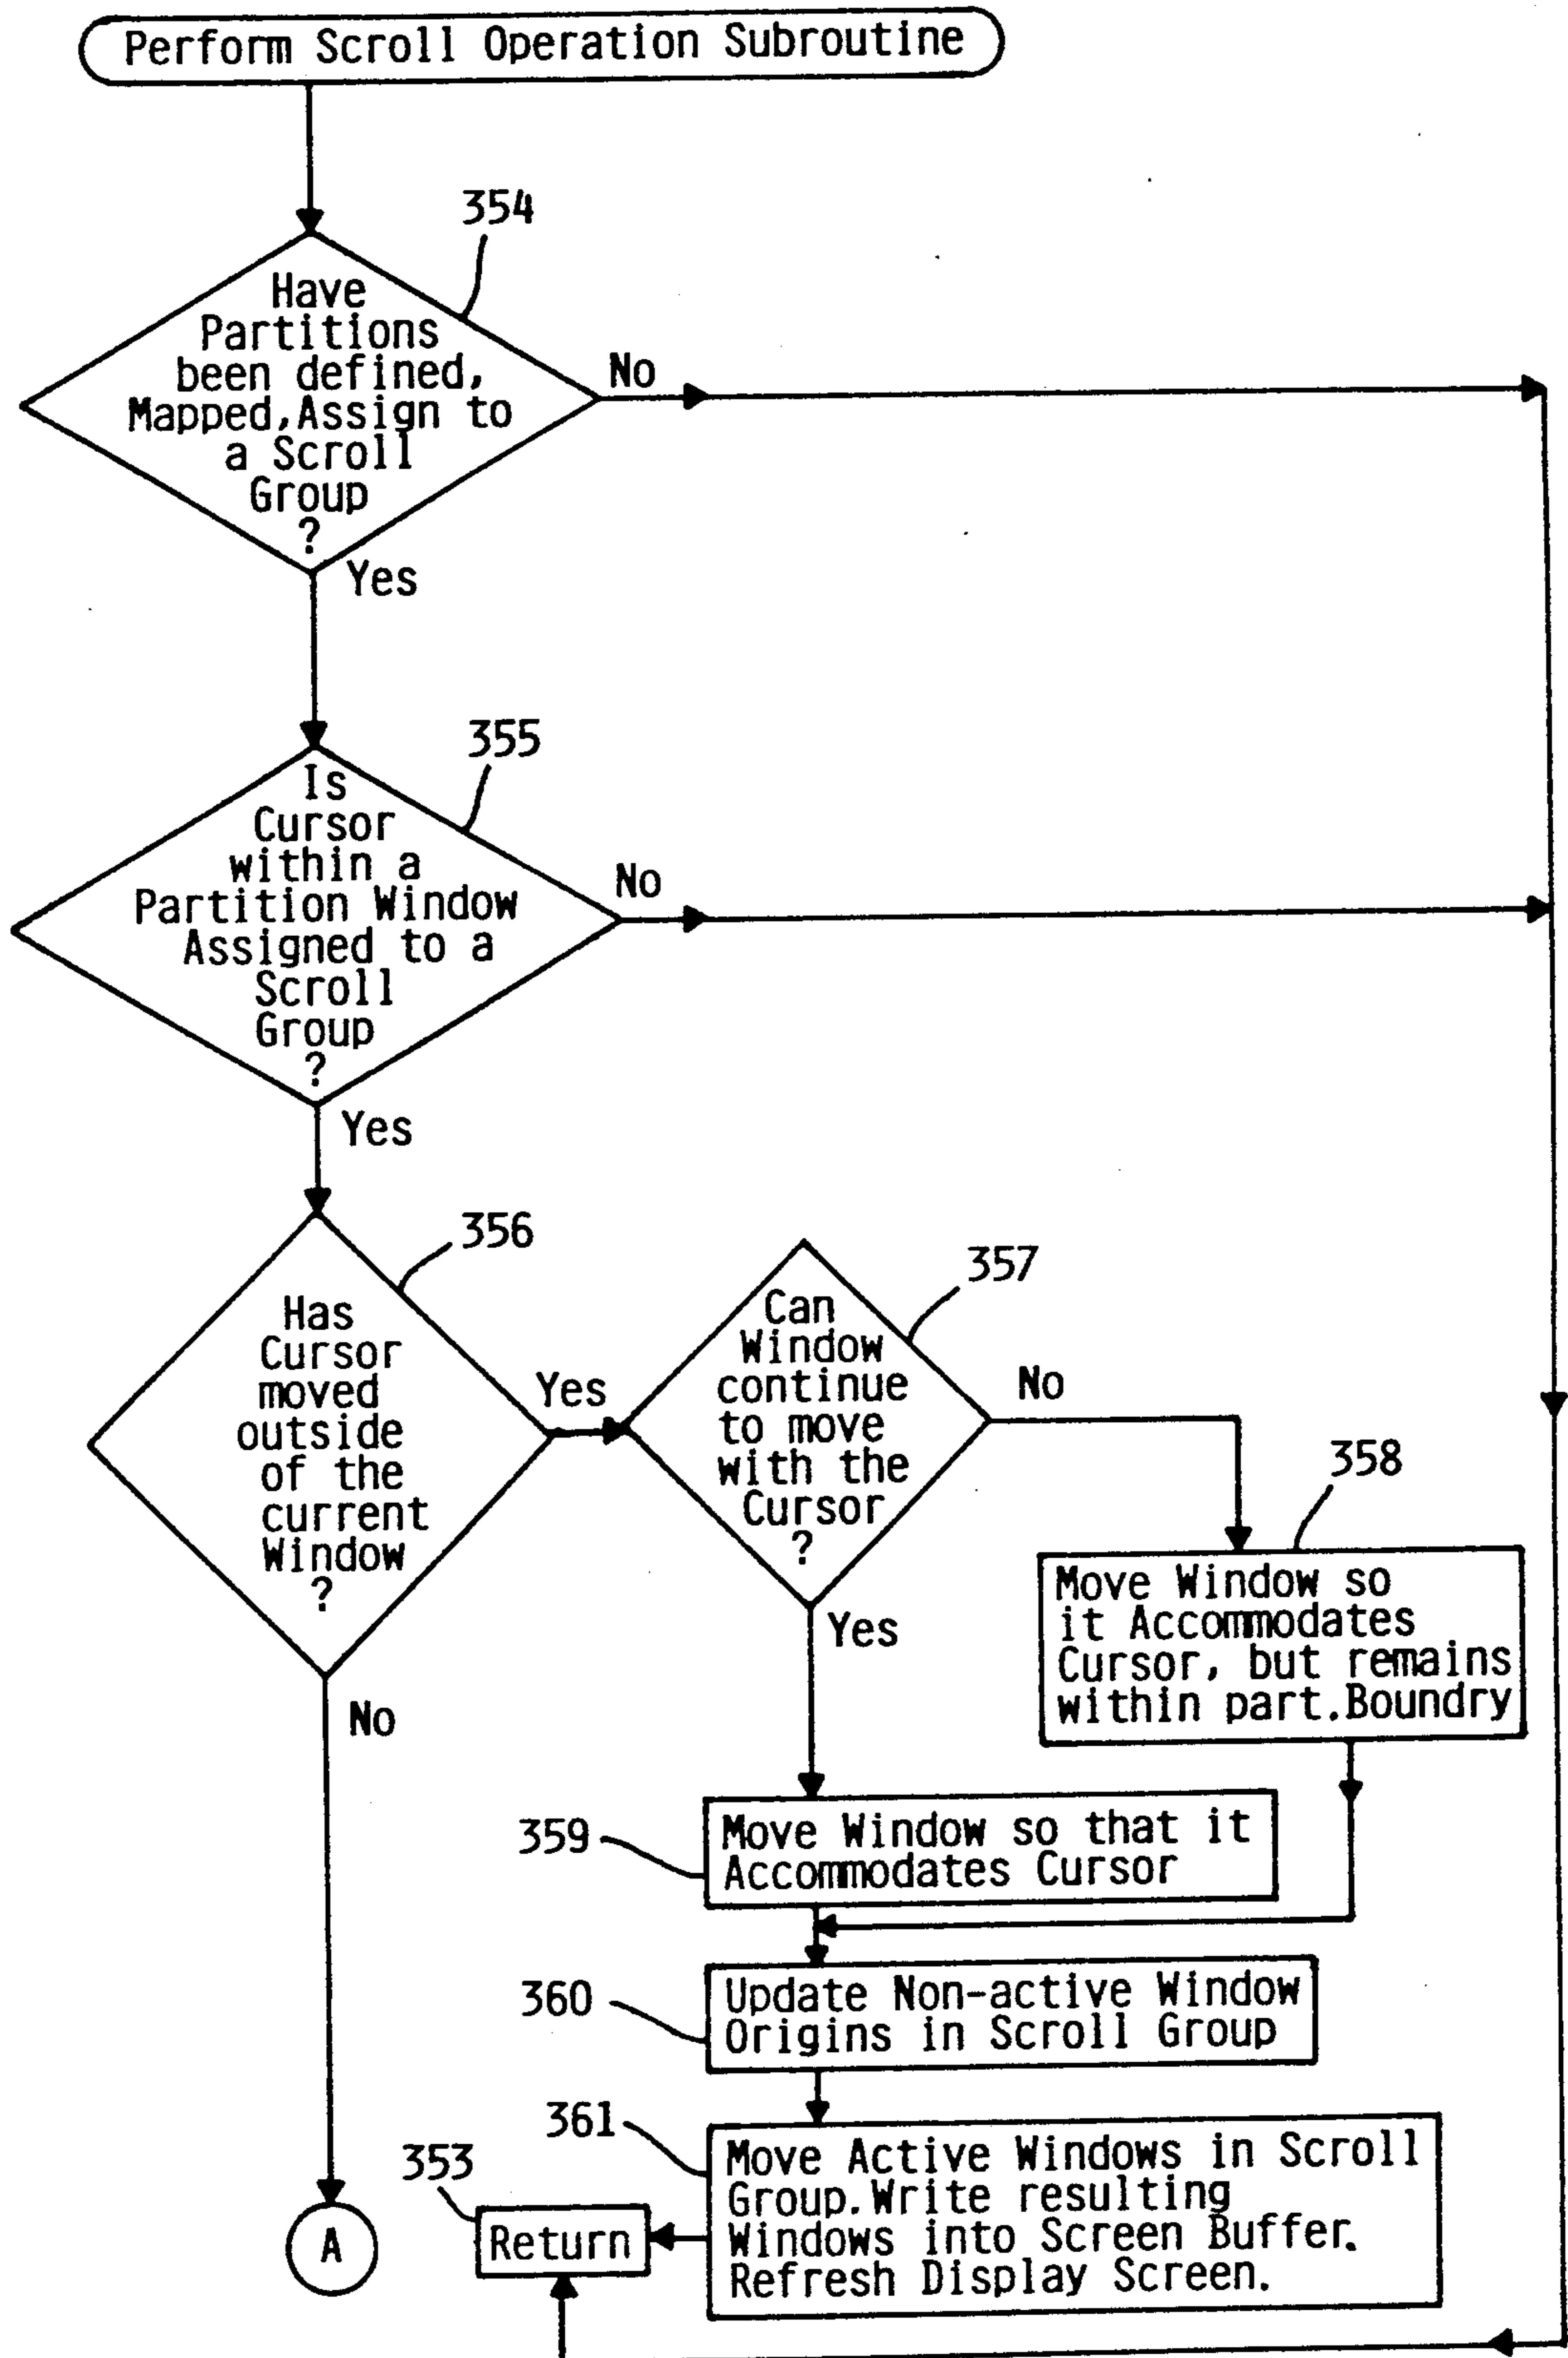 Perform Scroll Operation Subroutine
354
Have
Partitions
been defined,
Mapped,Assign to
a Scroll
Group
?
No
Yes
355
Is
Cursor
within a
Partition Window
Assigned to a
Scroll
Group
?
No
Yes
356
Has
Cursor
moved
outside
of the
current
Window
?
Yes
No
357
Can
Window
continue
to move
with the
Cursor
?
No
Yes
358
Move Window so
it Accommodates
Cursor, but remains
within part.Boundry
359
Move Window so that it
Accommodates Cursor
360
Update Non-active Window
Origins in Scroll Group
361
Move Active Windows in Scroll
Group.Write resulting
Windows into Screen Buffer.
Refresh Display Screen.
353
Return
A